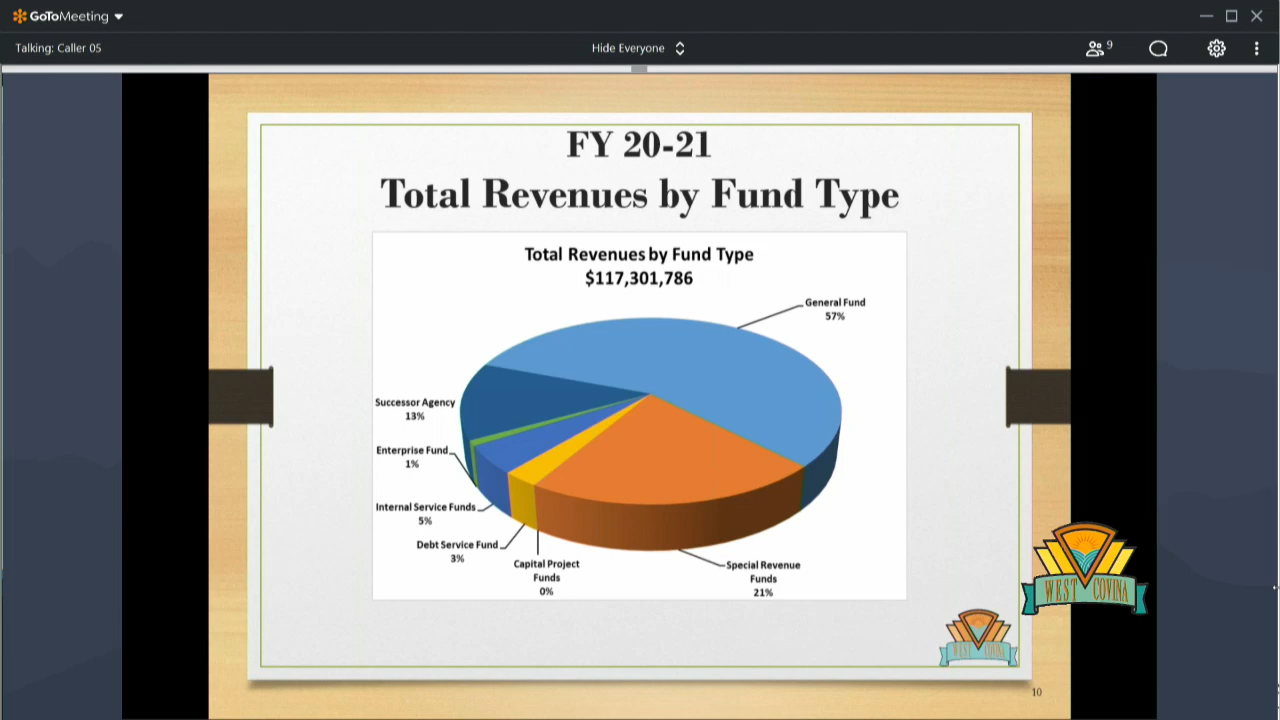 GoToMeeting
Talking: Caller 05
Hide Everyone
9
FY 20-21
Total Revenues by Fund Type
Total Revenues by Fund Type
$117,301,786
General Fund
57%
Successor Agency
13%
Enterprise Fund
1%
Internal Service Funds
5%
Debt Service Fund
3%
Capital Project
Funds
0%
Special Revenue
Funds
21%
WEST COVINA
WEST COVINA
10